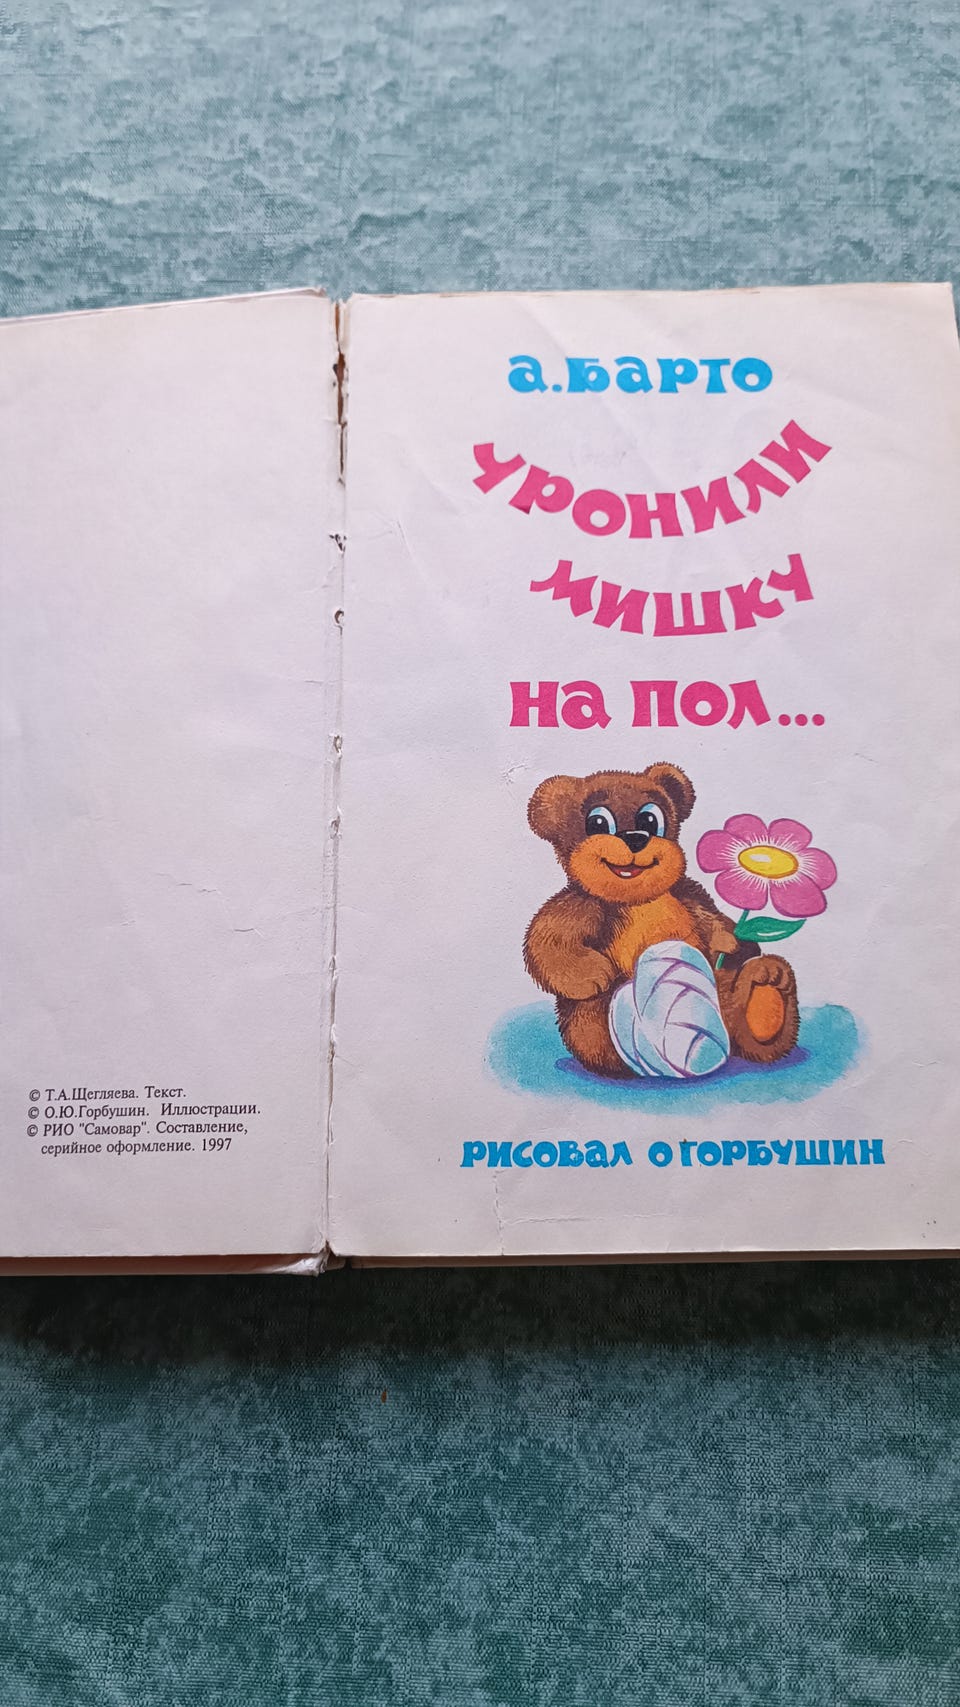 © Т.А.Щегляева. Текст.
© О.Ю.Горбушин. Иллюстрации.
© РИО "Самовар". Составление,
серийное оформление. 1997
А.БАРТО
УРОНИЛИ
МИШКУ
НА ПОЛ...
РИСОВАЛ О ГОРБУШИН